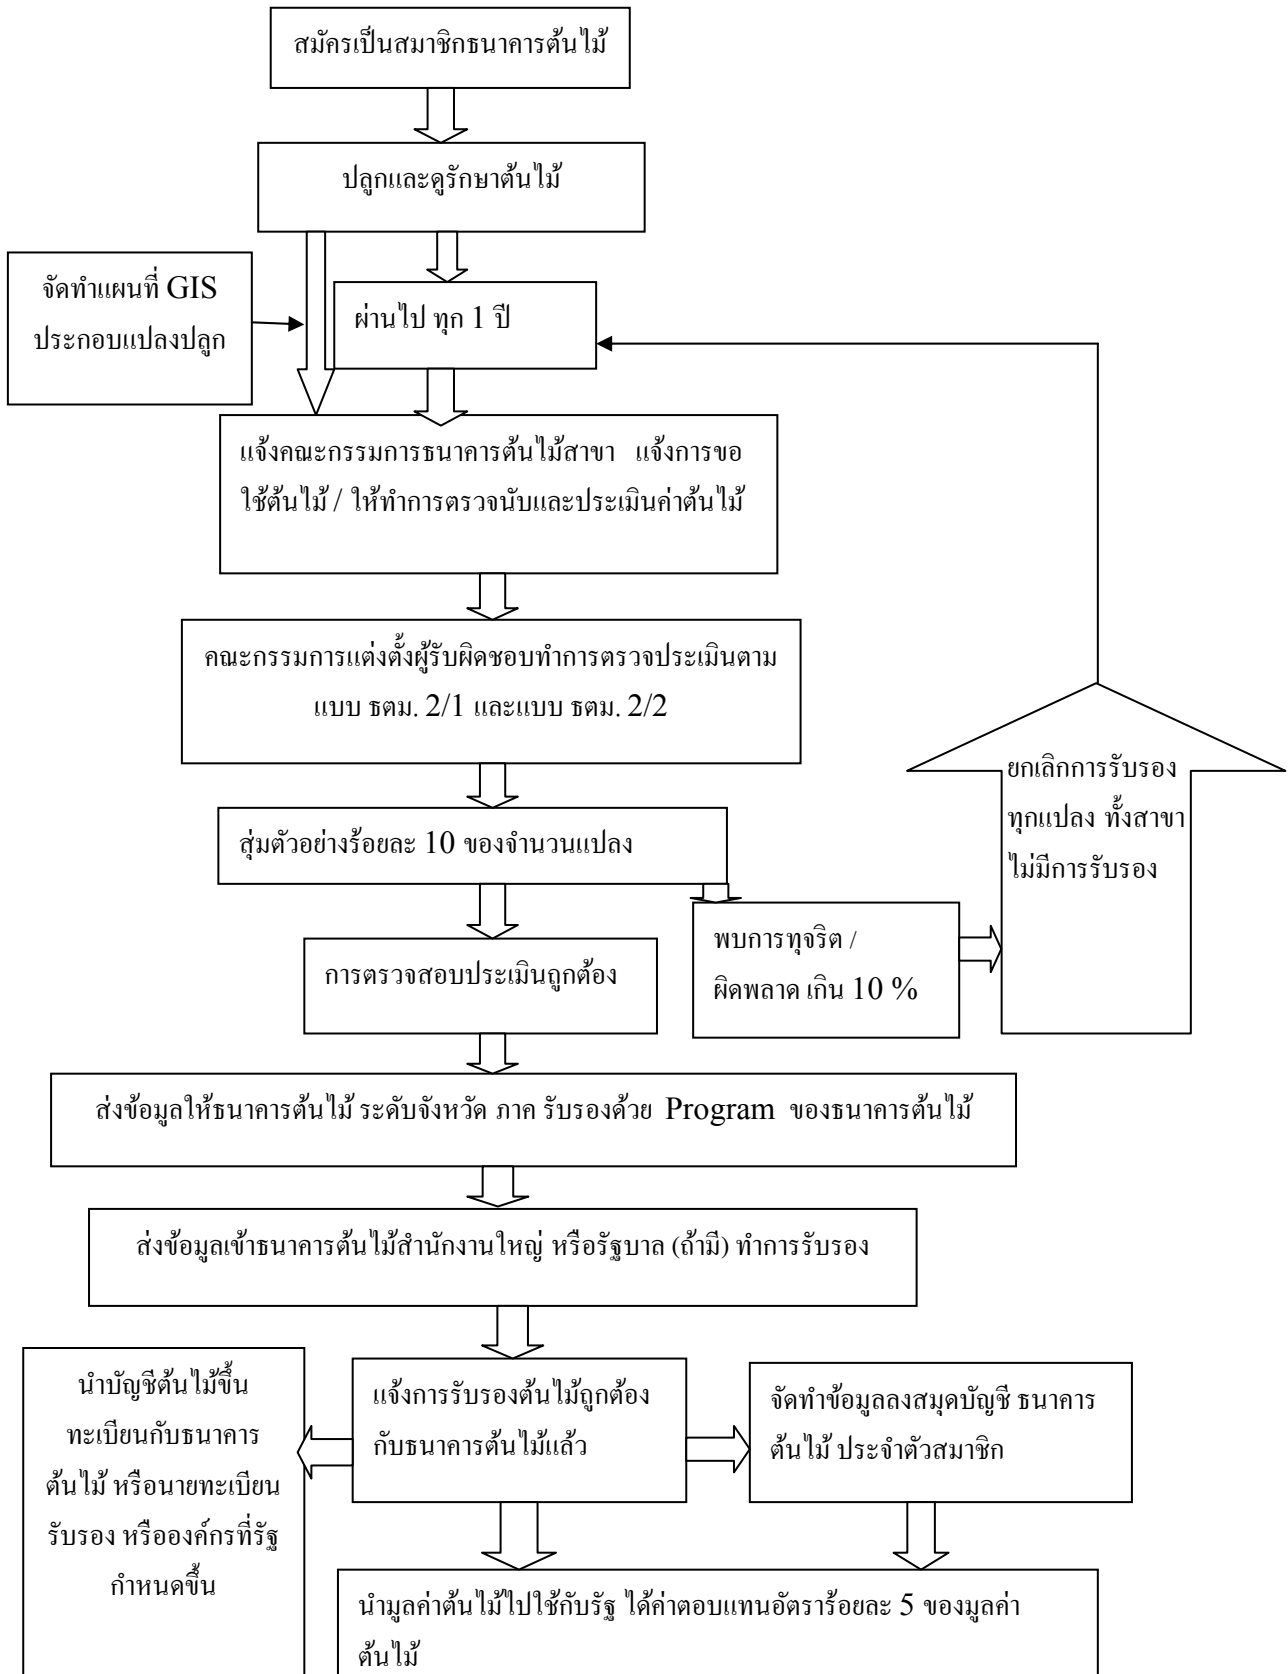 สมัครเป็นสมาชิกธนาคารต้นไม้
ปลูกและดูรักษาต้นไม้
จัดทำแผนที่ GIS
ประกอบแปลงปลูก
ผ่านไป ทุก 1 ปี
แจ้งคณะกรรมการธนาคารต้นไม้สาขา แจ้งการขอ
ใช้ต้นไม้ / ให้ทำการตรวจนับและประเมินค่าต้นไม้
คณะกรรมการแต่งตั้งผู้รับผิดชอบทำการตรวจประเมินตาม
แบบ ธตม. 2/1 และแบบ ธตม. 2/2
สุ่มตัวอย่างร้อยละ 10 ของจำนวนแปลง
ยกเลิกการรับรอง
ทุกแปลง ทั้งสาขา
ไม่มีการรับรอง
พบการทุจริต /
ผิดพลาด เกิน 10 %
การตรวจสอบประเมินถูกต้อง
ส่งข้อมูลให้ธนาคารต้นไม้ ระดับจังหวัด ภาค รับรองด้วย Program ของธนาคารต้นไม้
ส่งข้อมูลเข้าธนาคารต้นไม้สำนักงานใหญ่ หรือรัฐบาล (ถ้ามี) ทำการรับรอง
นำบัญชีต้นไม้ขึ้น
ทะเบียนกับธนาคาร
ต้นไม้ หรือนายทะเบียน
รับรอง หรือองค์กรที่รัฐ
กำหนดขึ้น
แจ้งการรับรองต้นไม้ถูกต้อง
กับธนาคารต้นไม้แล้ว
จัดทำข้อมูลลงสมุดบัญชี ธนาคาร
ต้นไม้ ประจำตัวสมาชิก
นำมูลค่าต้นไม้ไปใช้กับรัฐ ได้ค่าตอบแทนอัตราร้อยละ 5 ของมูลค่า
ต้นไม้